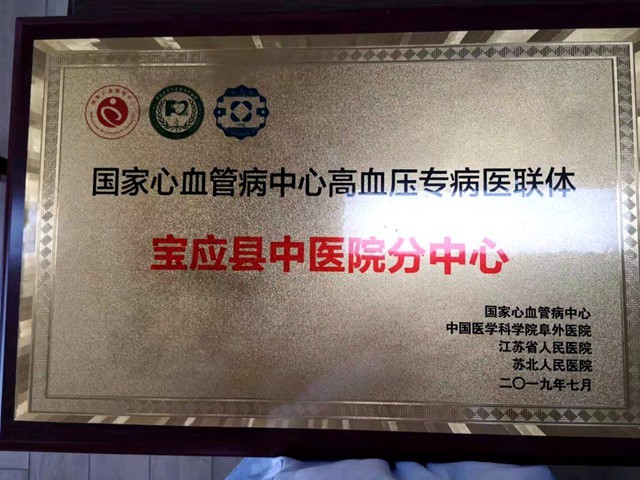 国家心血管病中心高血压专病医联体
宝应县中医院分中心
国家心血管病中心
中国医学科学院阜外医院
江苏省人民医院
苏北人民医院
二〇一九年七月